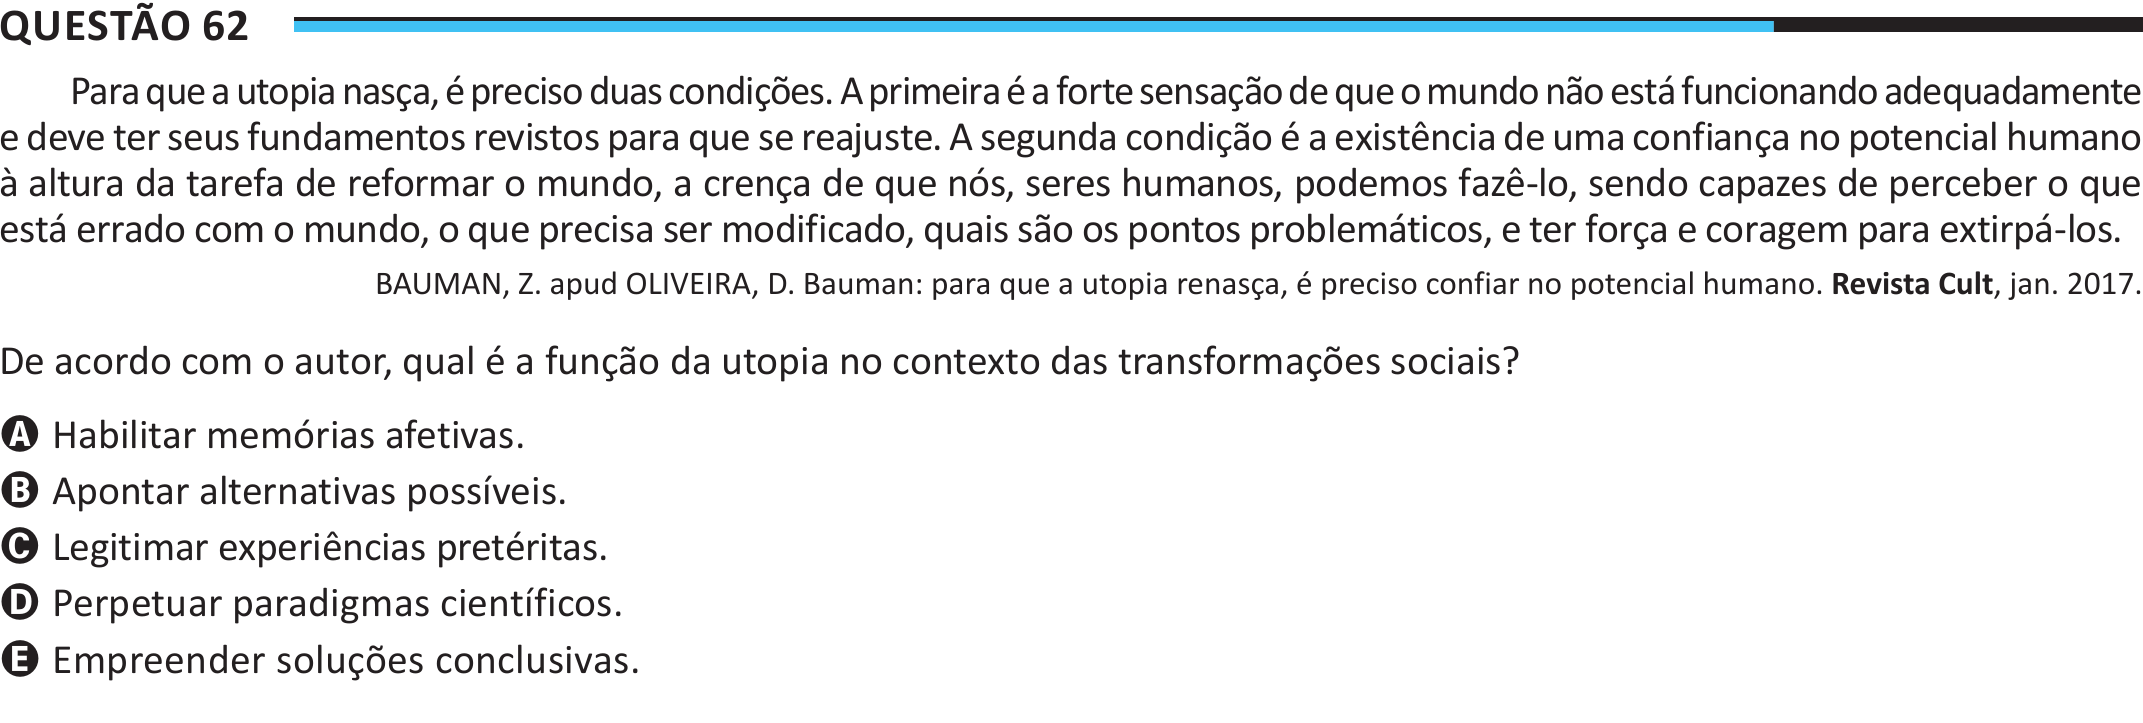 QUESTÃO 62
Para que a utopia nasça, é preciso duas condições. A primeira é a forte sensação de que o mundo não está funcionando adequadamente
e deve ter seus fundamentos revistos para que se reajuste. A segunda condição é a existência de uma confiança no potencial humano
à altura da tarefa de reformar o mundo, a crença de que nós, seres humanos, podemos fazê-lo, sendo capazes de perceber o que
está errado com o mundo, o que precisa ser modificado, quais são os pontos problemáticos, e ter força e coragem para extirpá-los.
BAUMAN, Z. apud OLIVEIRA, D. Bauman: para que a utopia renasça, é preciso confiar no potencial humano. Revista Cult, jan. 2017.
De acordo com o autor, qual é a função da utopia no contexto das transformações sociais?
A Habilitar memórias afetivas.
B Apontar alternativas possíveis.
C Legitimar experiências pretéritas.
D Perpetuar paradigmas científicos.
E Empreender soluções conclusivas.